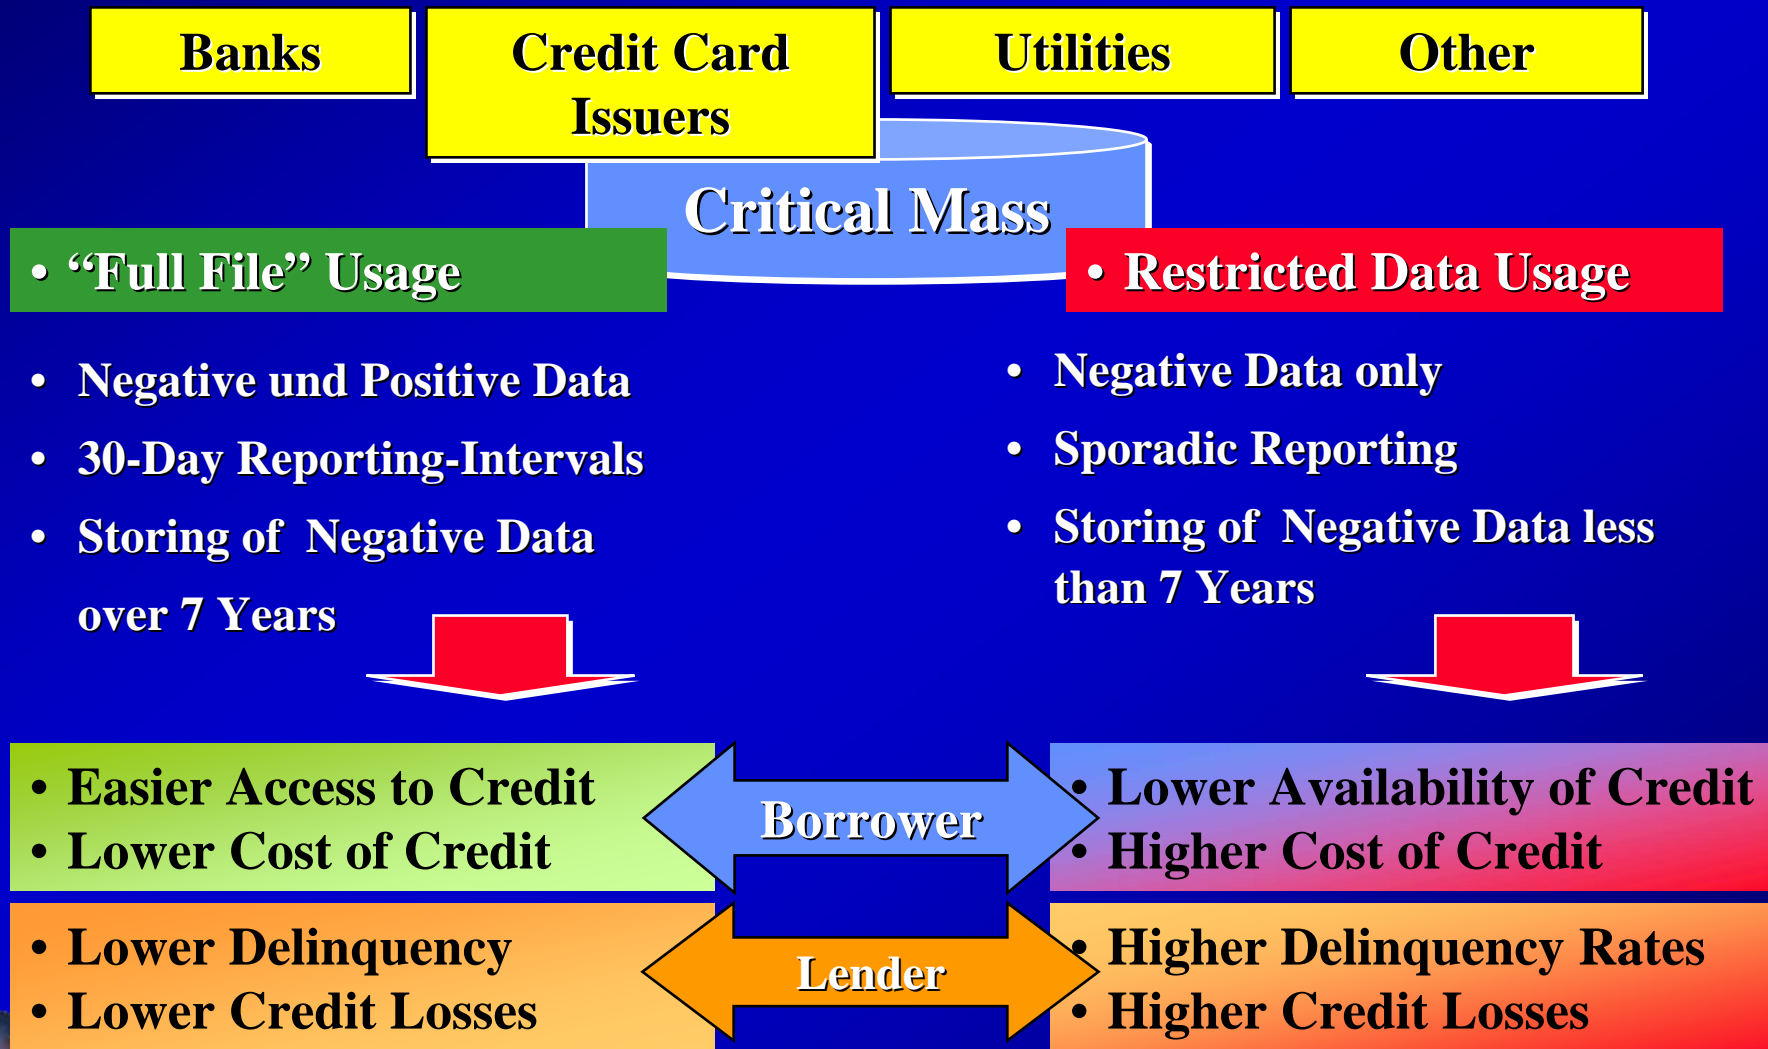 Banks
Credit Card
Issuers
Utilities
Other
Critical Mass
• “Full File” Usage
• Negative und Positive Data
• 30-Day Reporting-Intervals
• Storing of Negative Data
over 7 Years
• Restricted Data Usage
• Negative Data only
• Sporadic Reporting
• Storing of Negative Data less
than 7 Years
• Easier Access to Credit
• Lower Cost of Credit
Borrower
• Lower Availability of Credit
• Higher Cost of Credit
• Lower Delinquency
• Lower Credit Losses
Lender
• Higher Delinquency Rates
• Higher Credit Losses